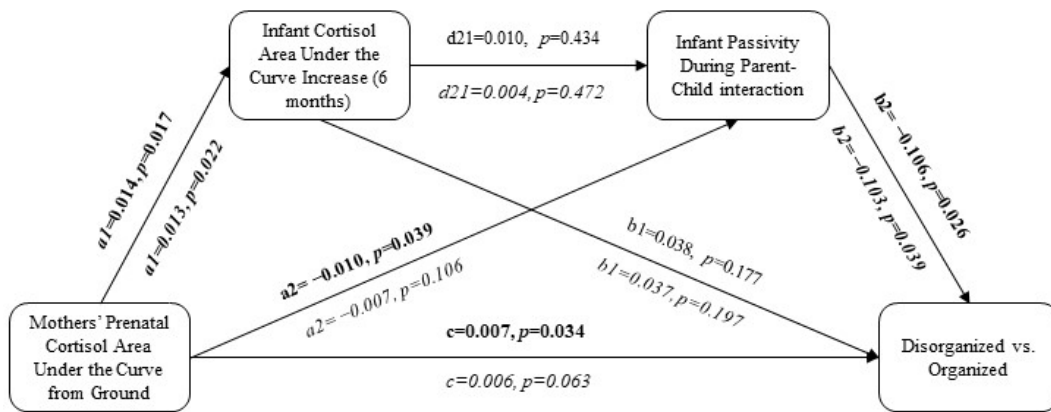 Infant Cortisol
Area Under the
Curve Increase (6
months)
d21=0.010, p=0.434
d21=0.004, p=0.472
Infant Passivity
During Parent-
Child interaction
a1=0.014, p=0.017
a1=0.013, p=0.022
b2= −0.106, p=0.026
b2= −0.103, p=0.039
a2= −0.010, p=0.039
a2= −0.007, p=0.106
b1=0.038, p=0.177
b1=0.037, p=0.197
Mothers’ Prenatal
Cortisol Area
Under the Curve
from Ground
c=0.007, p=0.034
c=0.006, p=0.063
Disorganized vs.
Organized